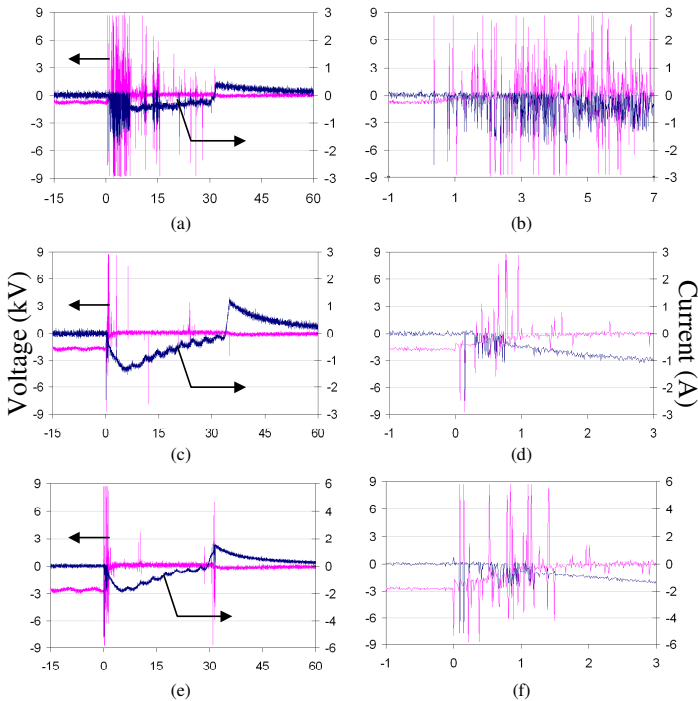 9 6 3 0 -3 -6 -9
3 2 1 0 -1 -2 -3
-15 0 15 30 45 60
(a)
9 6 3 0 -3 -6 -9
3 2 1 0 -1 -2 -3
-1 1 3 5 7
(b)
Voltage (kV)
9 6 3 0 -3 -6 -9
3 2 1 0 -1 -2 -3
-15 0 15 30 45 60
(c)
9 6 3 0 -3 -6 -9
3 2 1 0 -1 -2 -3
-1 0 1 2 3
(d)
Current (A)
9 6 3 0 -3 -6 -9
6 4 2 0 -2 -4 -6
-15 0 15 30 45 60
(e)
9 6 3 0 -3 -6 -9
6 4 2 0 -2 -4 -6
-1 0 1 2 3
(f)